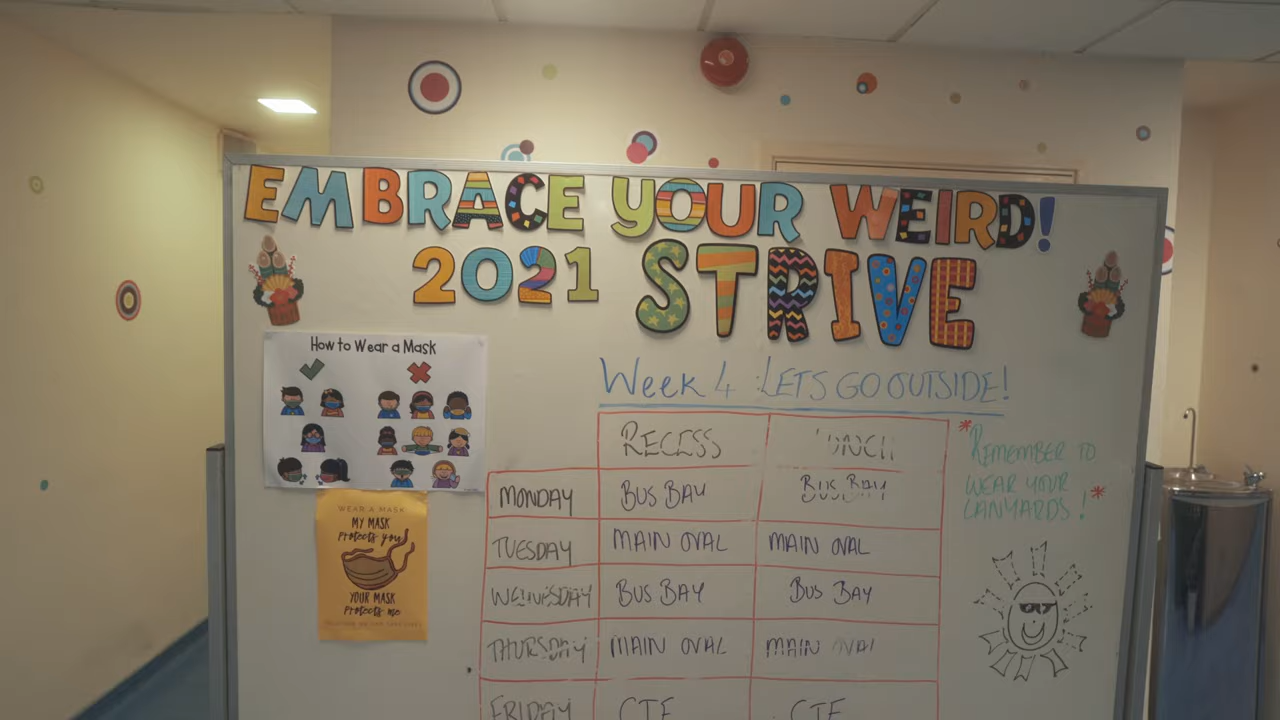 EMBRACE YOUR WEIRD!
2021 STRIVE
How to Wear a Mask
WEAR A MASK
MY MASK
protects you
YOUR MASK
protects me
Week 4 : LETS GO OUTSIDE!
RECESS LUNCH
MONDAY BUS BAY BUS BAY
TUESDAY MAIN OVAL MAIN OVAL
WEDNESDAY BUS BAY BUS BAY
THURSDAY MAIN OVAL MAIN OVAL
FRIDAY
*REMEMBER TO
WEAR YOUR
LANYARDS! *